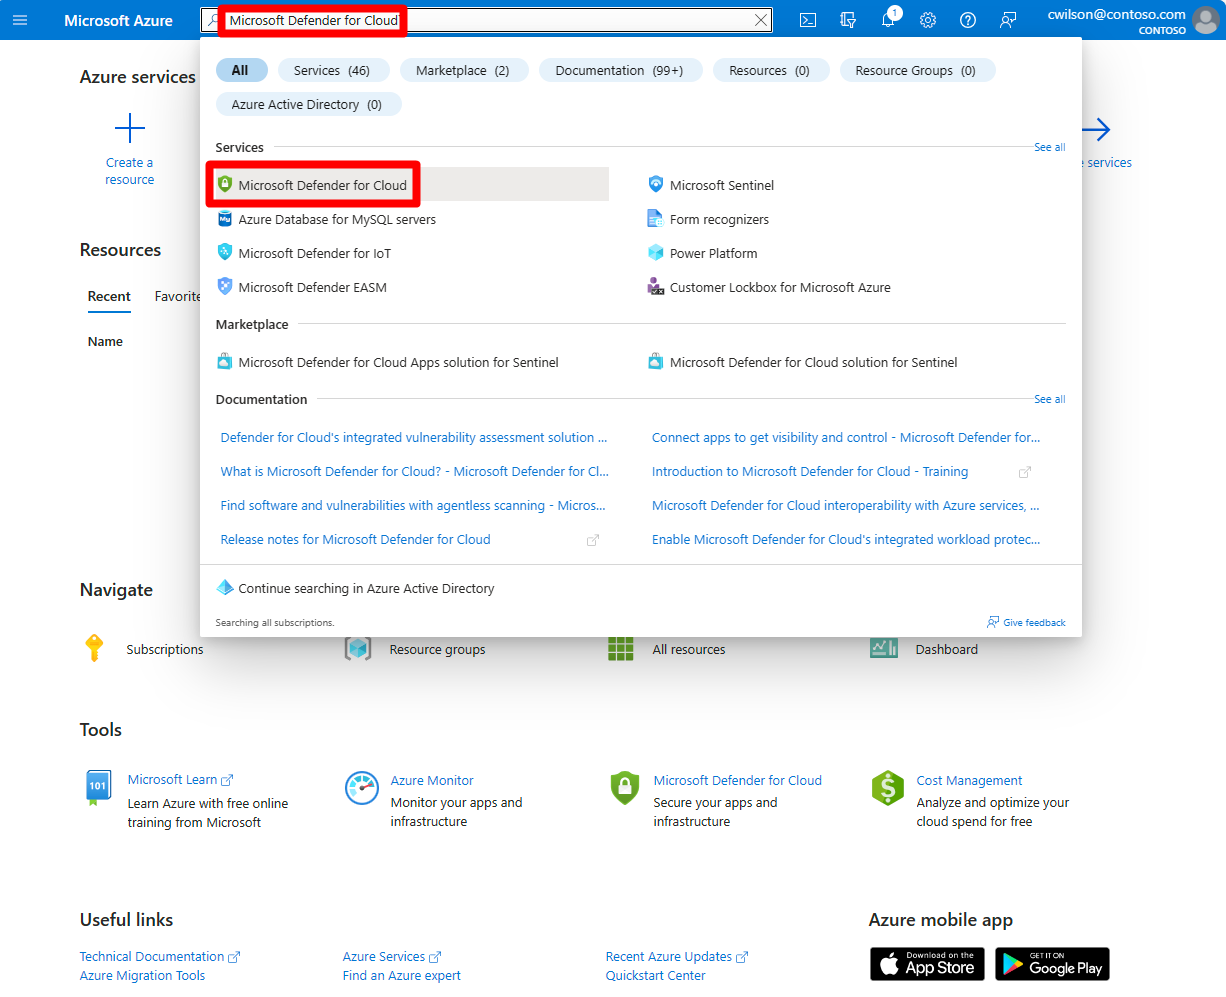 Microsoft Azure
Microsoft Defender for Cloud
1
cwilson@contoso.com
CONTOSO
Azure services
Create a
resource
services
All
Services (46)
Marketplace (2)
Documentation (99+)
Resources (0)
Resource Groups (0)
Azure Active Directory (0)
Services
See all
Microsoft Defender for Cloud
Microsoft Sentinel
Azure Database for MySQL servers
Form recognizers
Microsoft Defender for IoT
Power Platform
Microsoft Defender EASM
Customer Lockbox for Microsoft Azure
Marketplace
Microsoft Defender for Cloud Apps solution for Sentinel
Microsoft Defender for Cloud solution for Sentinel
Documentation
See all
Defender for Cloud's integrated vulnerability assessment solution ...
Connect apps to get visibility and control - Microsoft Defender for...
What is Microsoft Defender for Cloud? - Microsoft Defender for Cl...
Introduction to Microsoft Defender for Cloud - Training
Find software and vulnerabilities with agentless scanning - Micros...
Microsoft Defender for Cloud interoperability with Azure services, ...
Release notes for Microsoft Defender for Cloud
Enable Microsoft Defender for Cloud's integrated workload protec...
Continue searching in Azure Active Directory
Searching all subscriptions.
Give feedback
Resources
Recent
Favorite
Name
Navigate
Subscriptions
Resource groups
All resources
Dashboard
Tools
101
Microsoft Learn
Learn Azure with free online
training from Microsoft
Azure Monitor
Monitor your apps and
infrastructure
Microsoft Defender for Cloud
Secure your apps and
infrastructure
Cost Management
Analyze and optimize your
cloud spend for free
Useful links
Technical Documentation
Azure Services
Recent Azure Updates
Azure Migration Tools
Find an Azure expert
Quickstart Center
Azure mobile app
Download on the
App Store
GET IT ON
Google Play